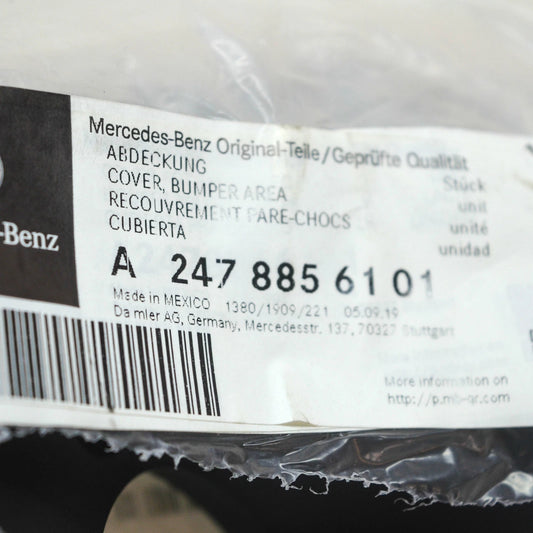 Mercedes-Benz Original-Teile/Geprüfte Qualität
ABDECKUNG Stück
COVER, BUMPER AREA unit
RECOUVREMENT PARE-CHOCS unité
CUBIERTA unidad
-Benz
A 247 885 61 01
Made in MEXICO 1380/1909/221 05.09.19
Daimler AG, Germany, Mercedesstr. 137, 70327 Stuttgart
More information on
http://p.mb-qr.com